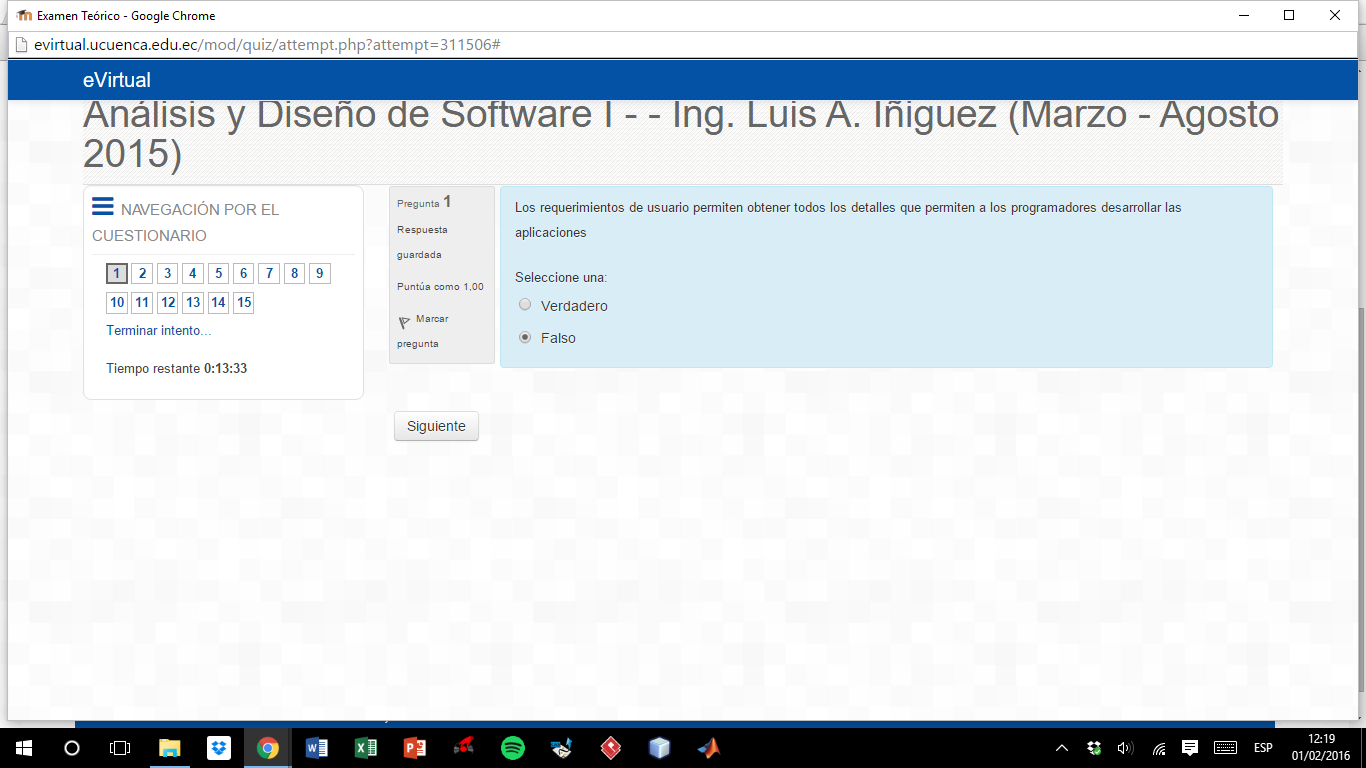 Examen Teórico - Google Chrome
evirtual.ucuenca.edu.ec/mod/quiz/attempt.php?attempt=311506#
eVirtual
Análisis y Diseño de Software I - - Ing. Luis A. Iñiguez (Marzo - Agosto
2015)
NAVEGACIÓN POR EL
CUESTIONARIO
1 2 3 4 5 6 7 8 9
10 11 12 13 14 15
Terminar intento...
Tiempo restante 0:13:33
Pregunta 1
Respuesta
guardada
Puntúa como 1,00
Marcar
pregunta
Los requerimientos de usuario permiten obtener todos los detalles que permiten a los programadores desarrollar las
aplicaciones
Seleccione una:
Verdadero
Falso
Siguiente
ESP
12:19
01/02/2016